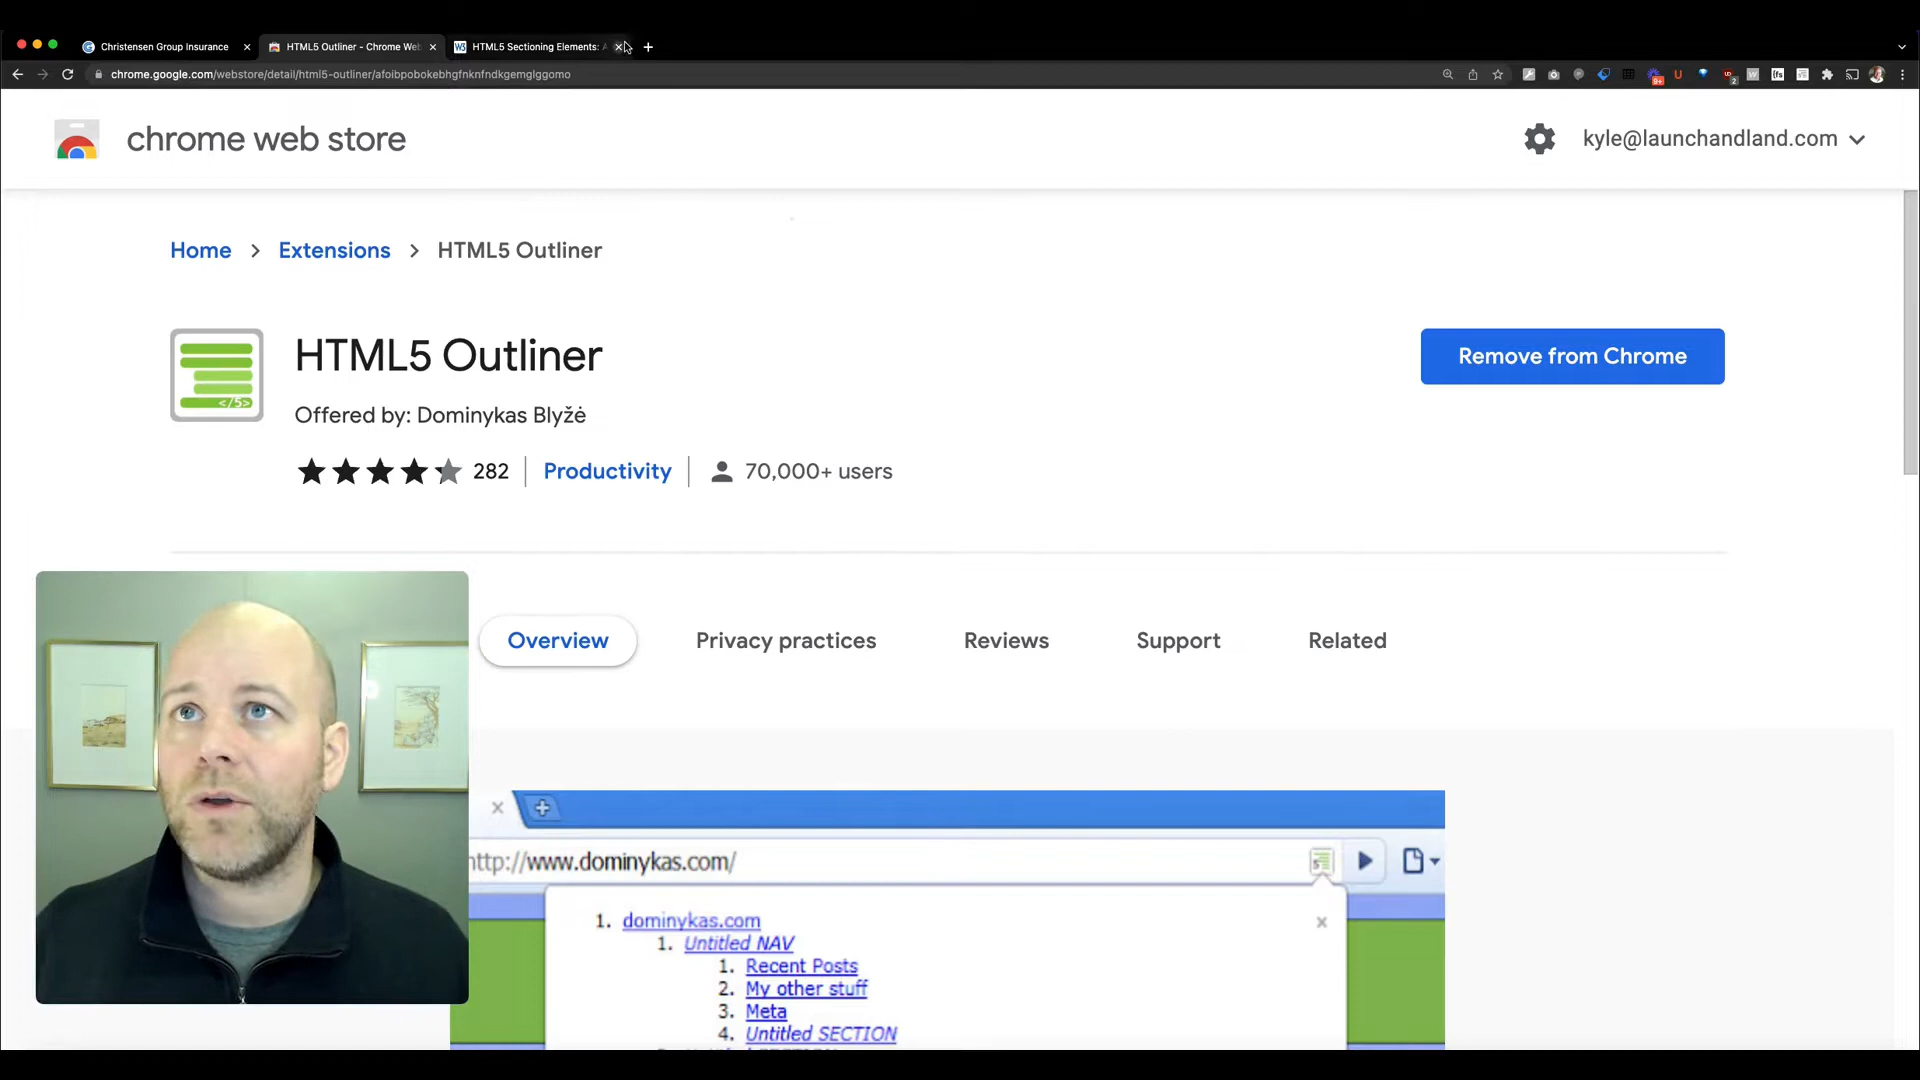 Christensen Group Insurance
HTML5 Outliner - Chrome Web
HTML5 Sectioning Elements: A
chrome.google.com/webstore/detail/html5-outliner/afoibpobokebhgfnknfndkgemglggomo
chrome web store
kyle@launchandland.com
Home > Extensions > HTML5 Outliner
HTML5 Outliner
Remove from Chrome
</5>
Offered by: Dominykas Blyžė
282 Productivity 70,000+ users
Overview Privacy practices Reviews Support Related
http://www.dominykas.com/
1. dominykas.com
1. Untitled NAV
1. Recent Posts
2. My other stuff
3. Meta
4. Untitled SECTION